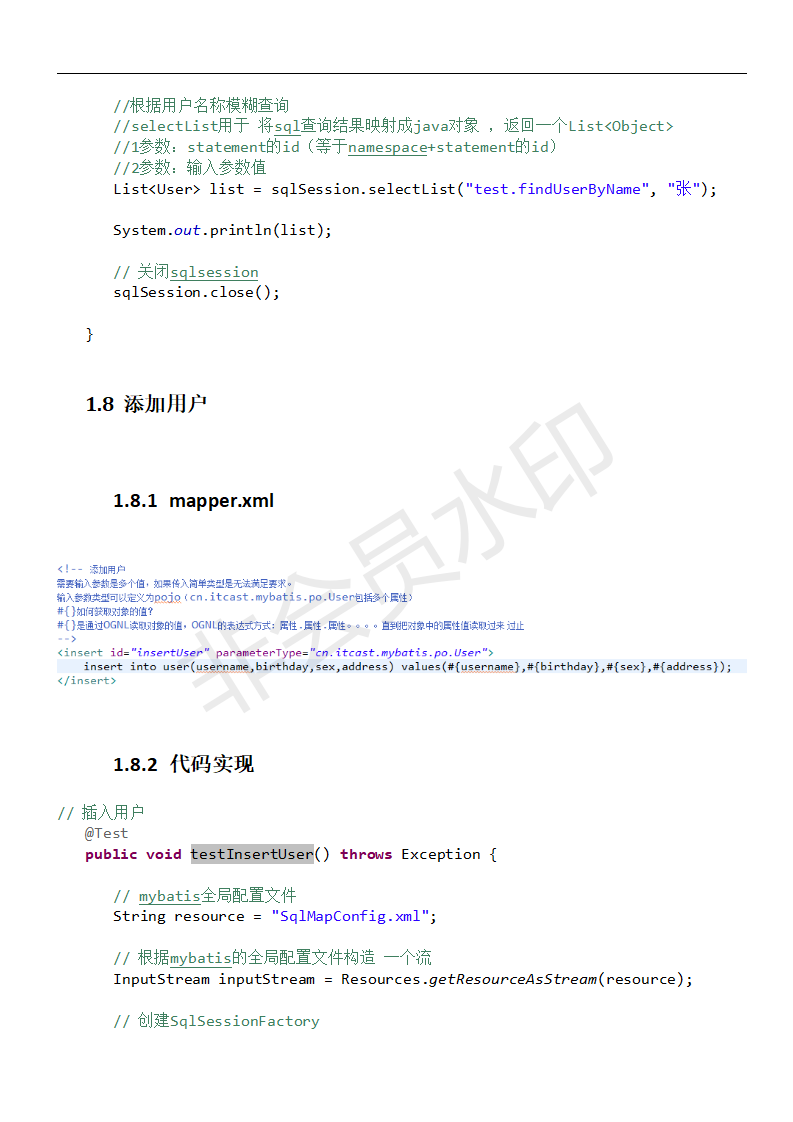 //根据用户名称模糊查询
//selectList用于 将sql查询结果映射成java对象 ，返回一个List<Object>
//1参数：statement的id（等于namespace+statement的id）
//2参数：输入参数值
List<User> list = sqlSession.selectList("test.findUserByName", "张");
System.out.println(list);
// 关闭sqlsession
sqlSession.close();
}
1.8 添加用户
1.8.1 mapper.xml
<!-- 添加用户
需要输入参数是多个值，如果传入简单类型是无法满足要求。
输入参数类型可以定义为pojo（cn.itcast.mybatis.po.User包括多个属性）
#{}如何获取对象的值？
#{}是通过OGNL读取对象的值，OGNL的表达式方式：属性.属性.属性。。。。直到把对象中的属性值读取过来 过止
-->
<insert id="insertUser" parameterType="cn.itcast.mybatis.po.User">
insert into user(username,birthday,sex,address) values(#{username},#{birthday},#{sex},#{address});
</insert>
1.8.2 代码实现
// 插入用户
@Test
public void testInsertUser() throws Exception {
// mybatis全局配置文件
String resource = "SqlMapConfig.xml";
// 根据mybatis的全局配置文件构造 一个流
InputStream inputStream = Resources.getResourceAsStream(resource);
// 创建SqlSessionFactory
非会员水印